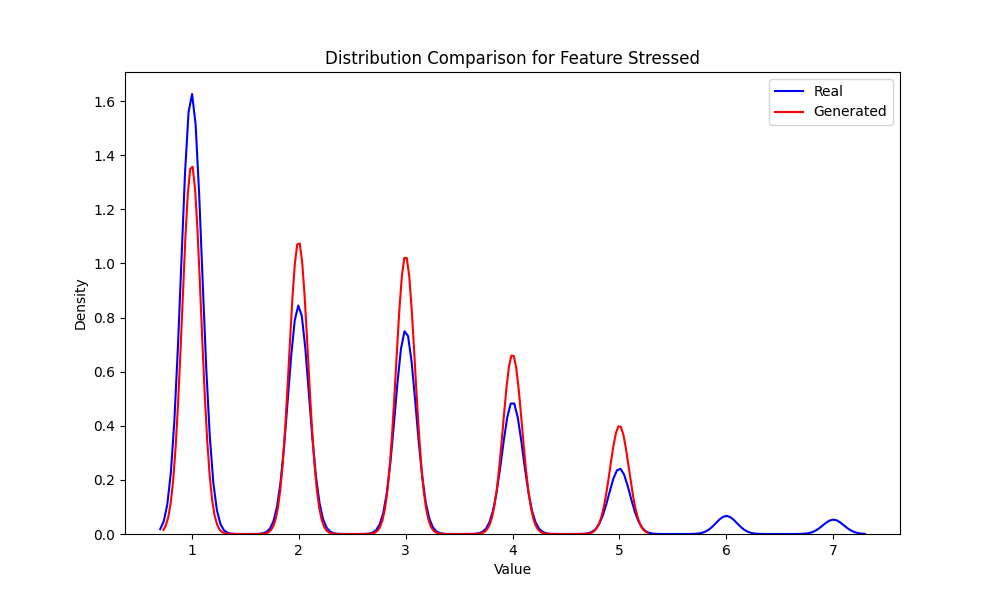 Distribution Comparison for Feature Stressed
Real
Generated
1.6
1.4
1.2
1.0
0.8
0.6
0.4
0.2
0.0
Density
1 2 3 4 5 6 7
Value